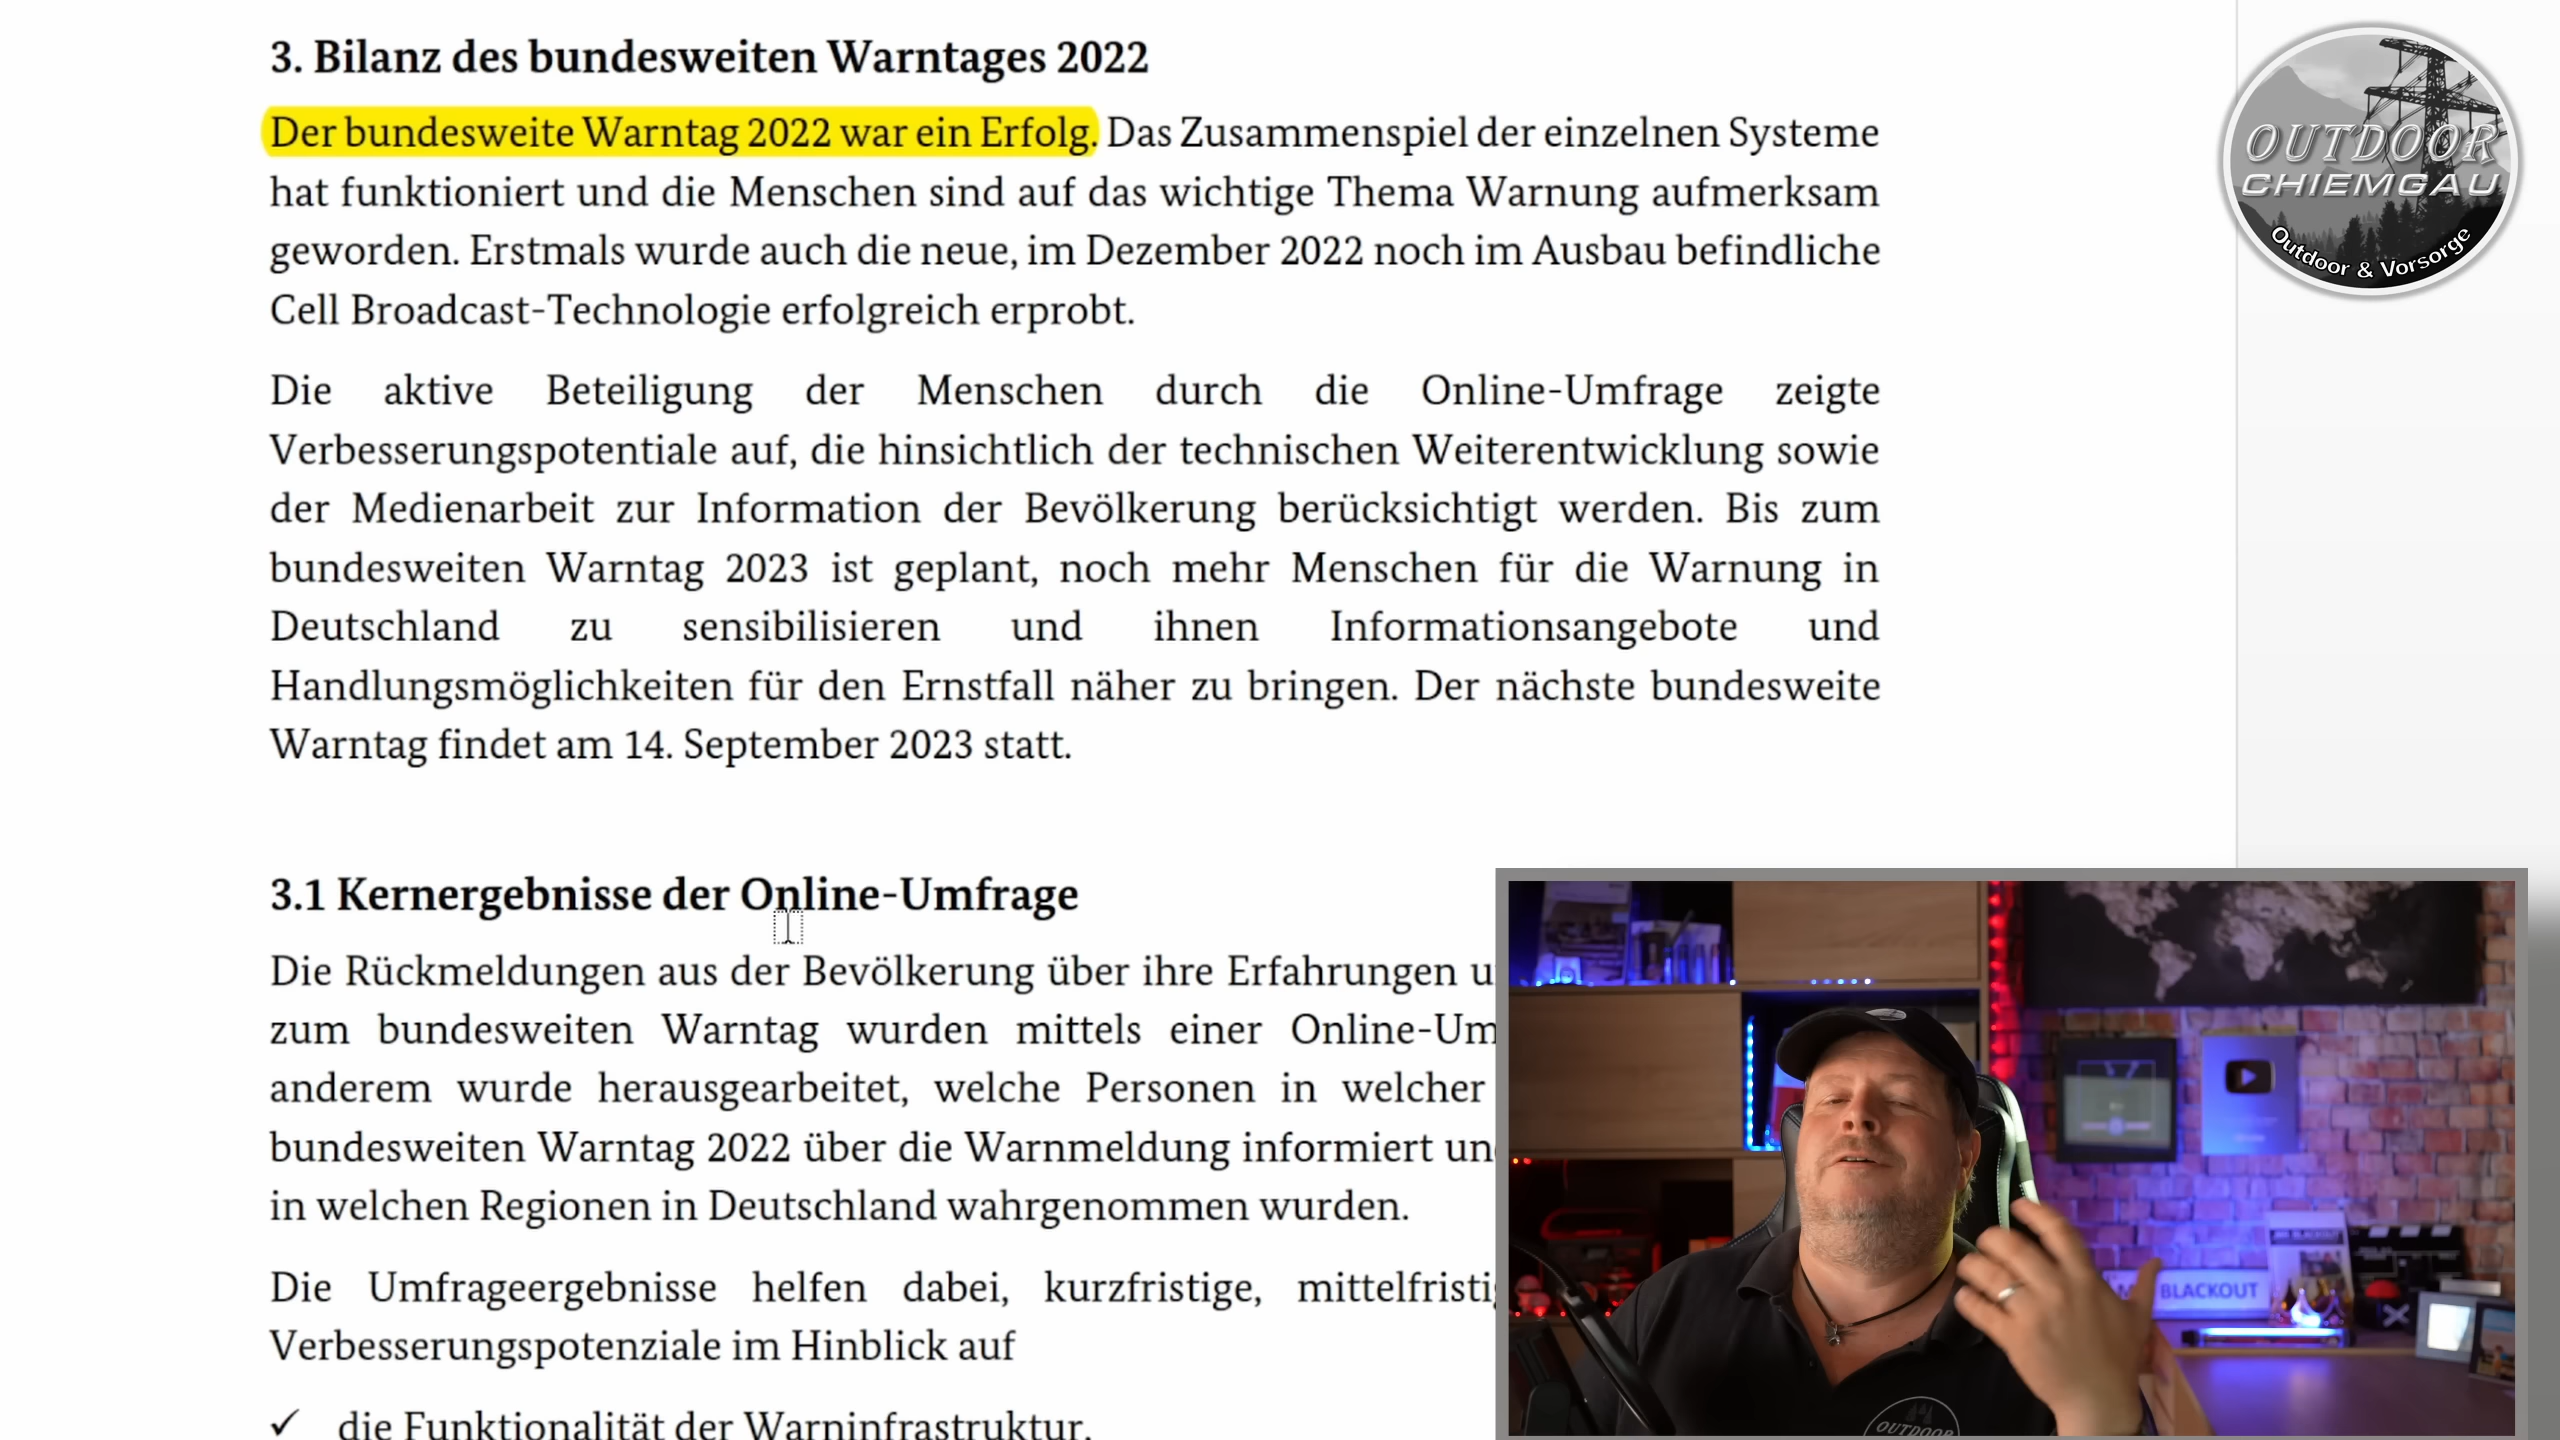 3. Bilanz des bundesweiten Warntages 2022
Der bundesweite Warntag 2022 war ein Erfolg. Das Zusammenspiel der einzelnen Systeme
hat funktioniert und die Menschen sind auf das wichtige Thema Warnung aufmerksam
geworden. Erstmals wurde auch die neue, im Dezember 2022 noch im Ausbau befindliche
Cell Broadcast-Technologie erfolgreich erprobt.
Die aktive Beteiligung der Menschen durch die Online-Umfrage zeigte
Verbesserungspotentiale auf, die hinsichtlich der technischen Weiterentwicklung sowie
der Medienarbeit zur Information der Bevölkerung berücksichtigt werden. Bis zum
bundesweiten Warntag 2023 ist geplant, noch mehr Menschen für die Warnung in
Deutschland zu sensibilisieren und ihnen Informationsangebote und
Handlungsmöglichkeiten für den Ernstfall näher zu bringen. Der nächste bundesweite
Warntag findet am 14. September 2023 statt.
3.1 Kernergebnisse der Online-Umfrage
Die Rückmeldungen aus der Bevölkerung über ihre Erfahrungen u
zum bundesweiten Warntag wurden mittels einer Online-Um
anderem wurde herausgearbeitet, welche Personen in welcher
bundesweiten Warntag 2022 über die Warnmeldung informiert un
in welchen Regionen in Deutschland wahrgenommen wurden.
Die Umfrageergebnisse helfen dabei, kurzfristige, mittelfristi
Verbesserungspotenziale im Hinblick auf
✓ die Funktionalität der Warninfrastruktur,
OUTDOOR
CHIEMGAU
Outdoor & Vorsorge
BLACKOUT
OUTDOOR